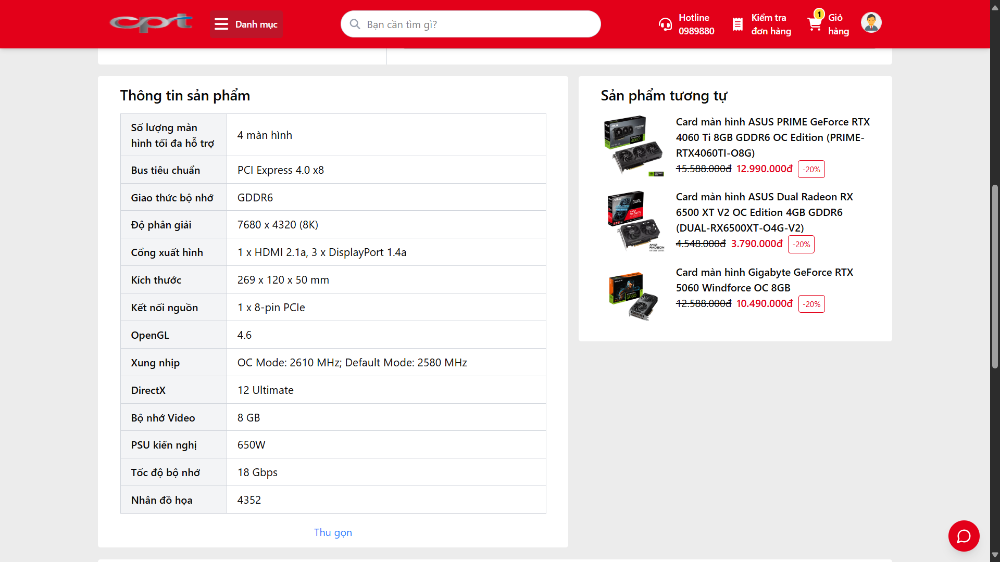 cpt
Danh mục
Bạn cần tìm gì?
Hotline
0989880
Kiểm tra
đơn hàng
1
Giỏ
hàng
Thông tin sản phẩm
Số lượng màn
hình tối đa hỗ trợ
4 màn hình
Bus tiêu chuẩn
PCI Express 4.0 x8
Giao thức bộ nhớ
GDDR6
Độ phân giải
7680 x 4320 (8K)
Cổng xuất hình
1 x HDMI 2.1a, 3 x DisplayPort 1.4a
Kích thước
269 x 120 x 50 mm
Kết nối nguồn
1 x 8-pin PCIe
OpenGL
4.6
Xung nhịp
OC Mode: 2610 MHz; Default Mode: 2580 MHz
DirectX
12 Ultimate
Bộ nhớ Video
8 GB
PSU kiến nghị
650W
Tốc độ bộ nhớ
18 Gbps
Nhân đồ họa
4352
Thu gọn
Sản phẩm tương tự
Card màn hình ASUS PRIME GeForce RTX
4060 Ti 8GB GDDR6 OC Edition (PRIME-
RTX4060TI-O8G)
15.588.000đ 12.990.000đ -20%
Card màn hình ASUS Dual Radeon RX
6500 XT V2 OC Edition 4GB GDDR6
(DUAL-RX6500XT-O4G-V2)
4.548.000đ 3.790.000đ -20%
Card màn hình Gigabyte GeForce RTX
5060 Windforce OC 8GB
12.588.000đ 10.490.000đ -20%